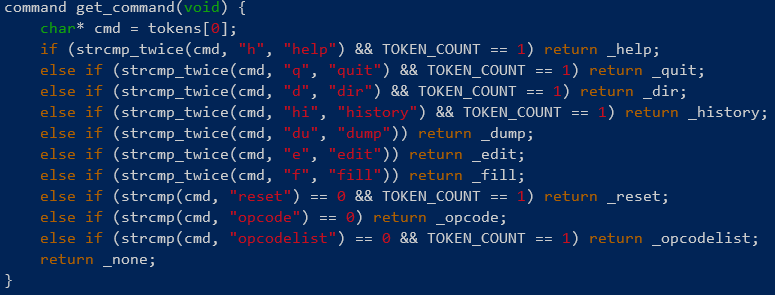 command get_command(void) {
    char* cmd = tokens[0];
    if (strcmp_twice(cmd, "h", "help") && TOKEN_COUNT == 1) return _help;
    else if (strcmp_twice(cmd, "q", "quit") && TOKEN_COUNT == 1) return _quit;
    else if (strcmp_twice(cmd, "d", "dir") && TOKEN_COUNT == 1) return _dir;
    else if (strcmp_twice(cmd, "hi", "history") && TOKEN_COUNT == 1) return _history;
    else if (strcmp_twice(cmd, "du", "dump")) return _dump;
    else if (strcmp_twice(cmd, "e", "edit")) return _edit;
    else if (strcmp_twice(cmd, "f", "fill")) return _fill;
    else if (strcmp(cmd, "reset") == 0 && TOKEN_COUNT == 1) return _reset;
    else if (strcmp(cmd, "opcode") == 0) return _opcode;
    else if (strcmp(cmd, "opcodelist") == 0 && TOKEN_COUNT == 1) return _opcodelist;
    return _none;
}